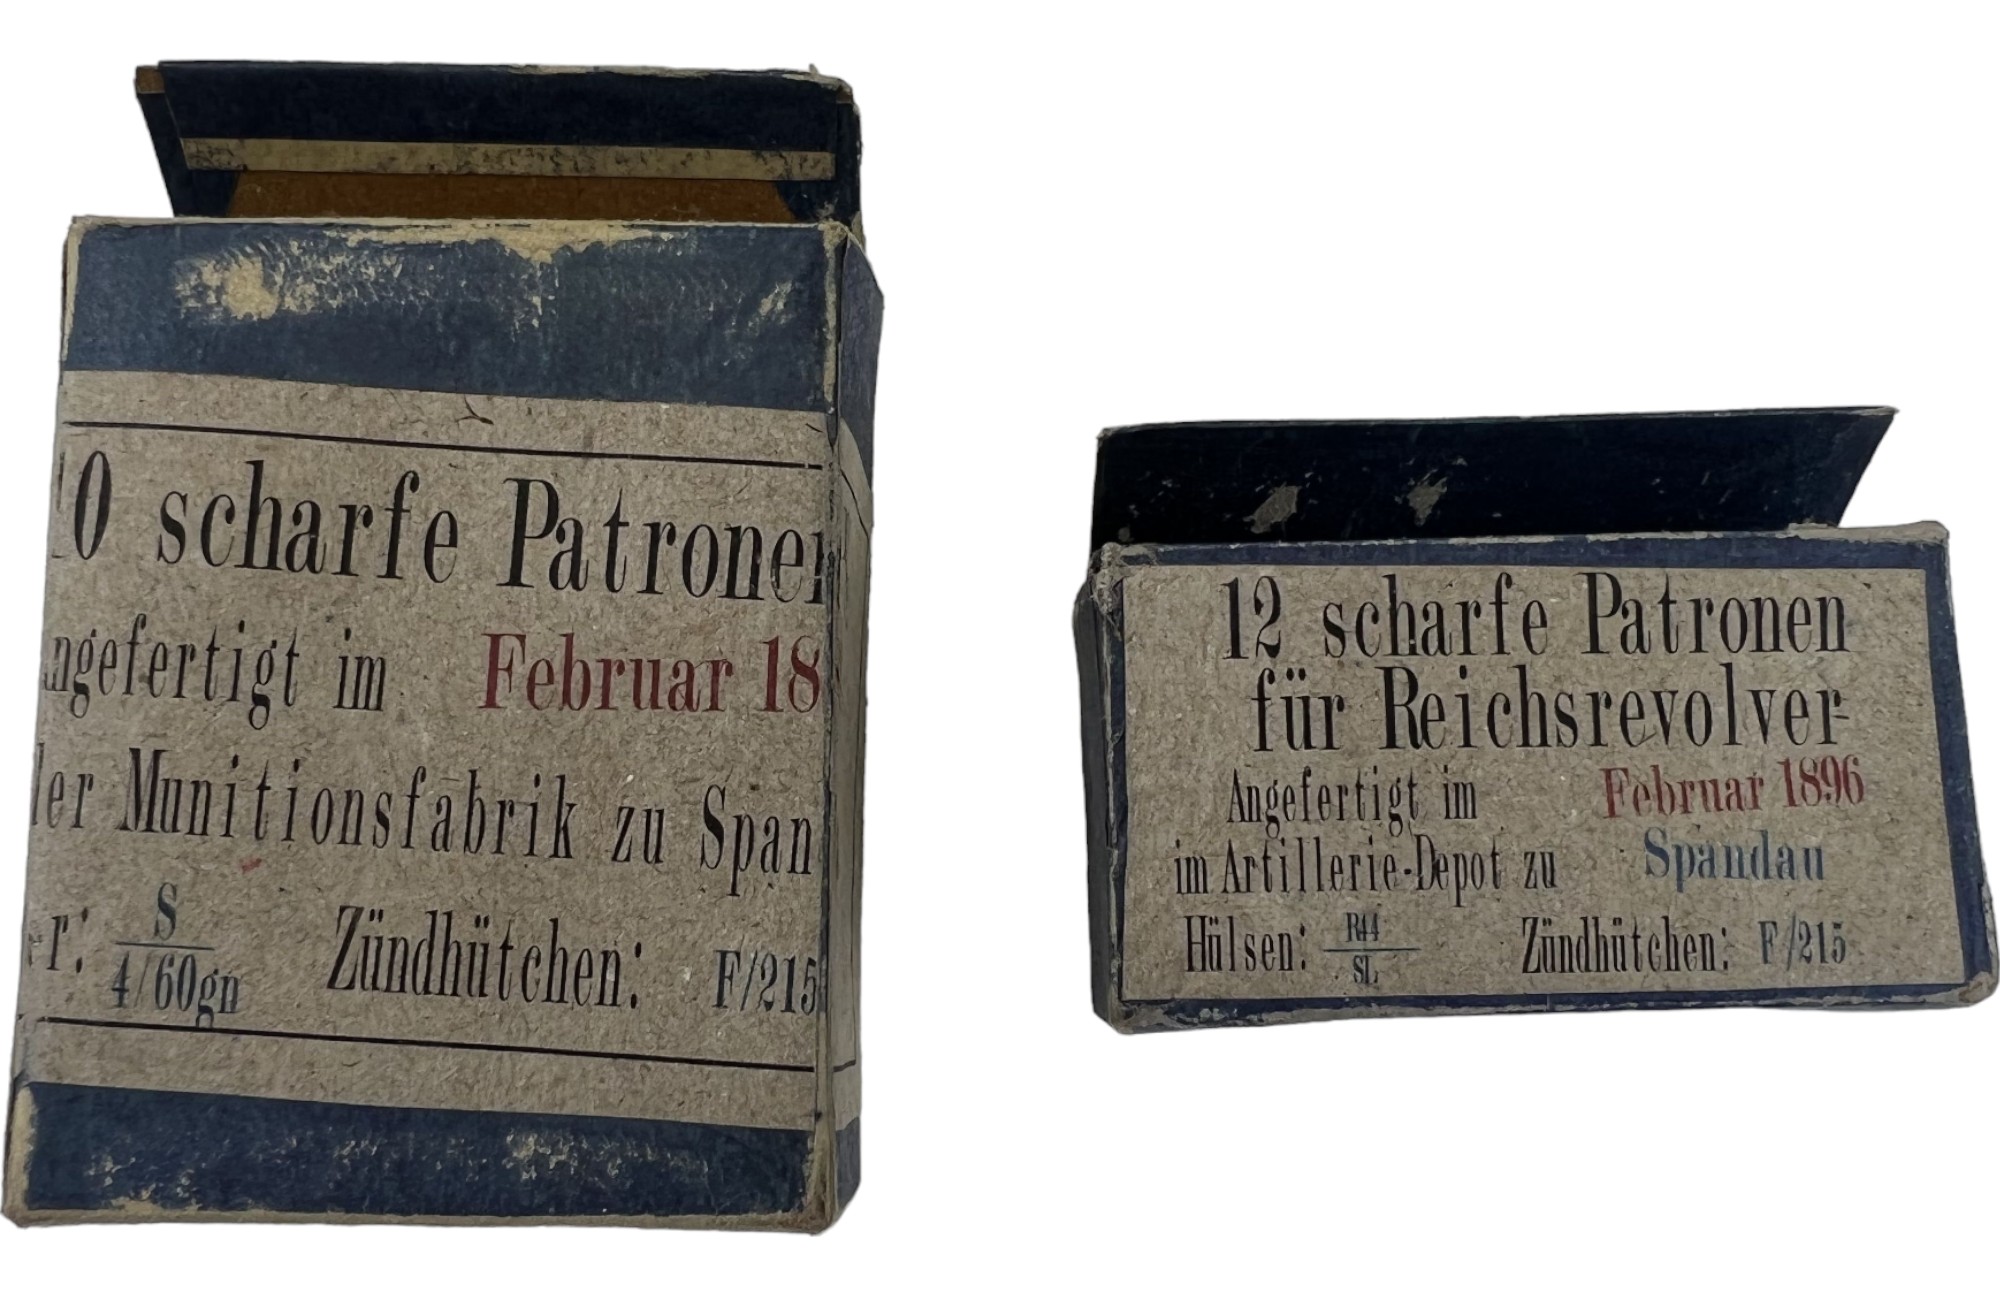 10 scharfe Patronen
ngefertigt im Februar 18
der Munitionsfabrik zu Span
r: S
4/60gn Zündhütchen: F/215
12 scharfe Patronen
für Reichsrevolver
Angefertigt im Februar 1896
im Artillerie-Depot zu Spandau
Hülsen: R44
SL Zündhütchen: F/215